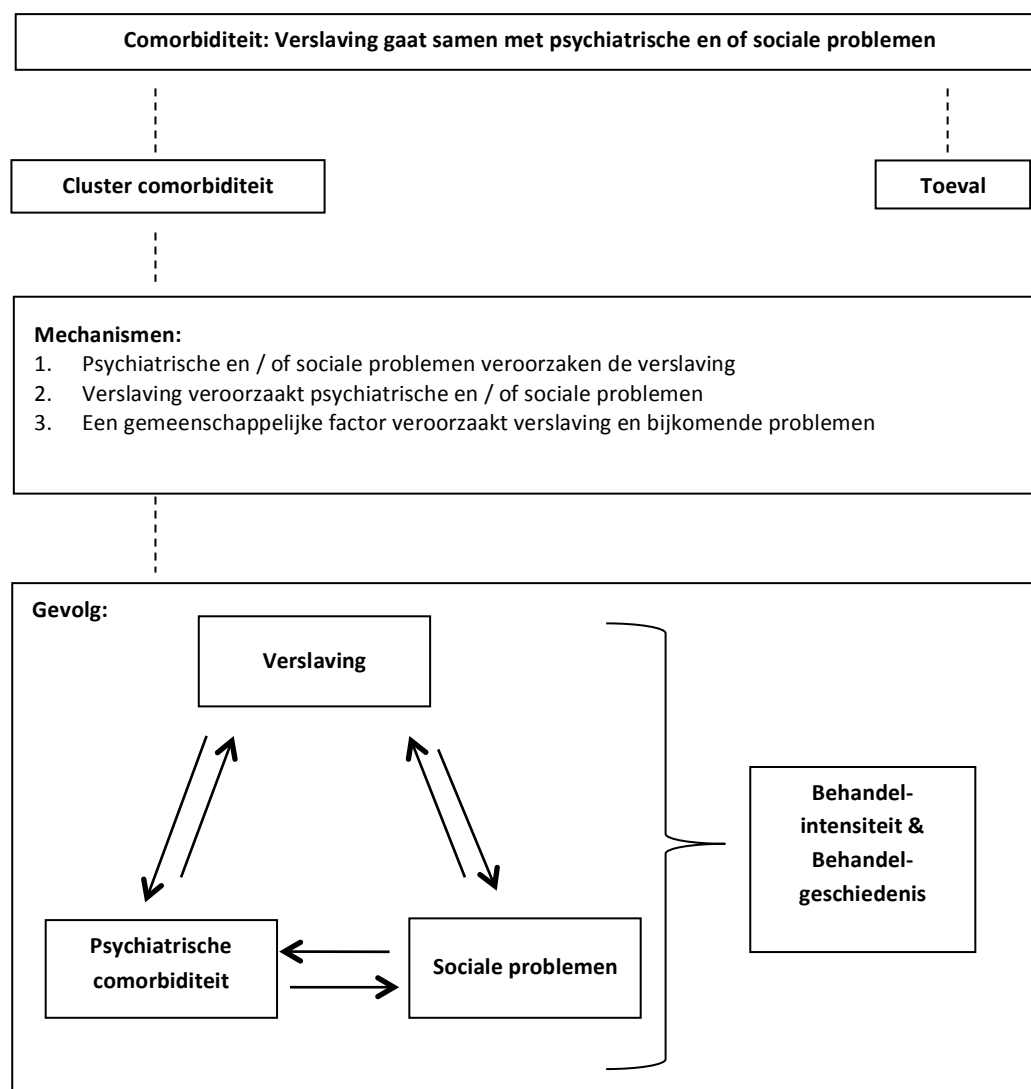 Comorbiditeit: Verslaving gaat samen met psychiatrische en of sociale problemen
Cluster comorbiditeit
Toeval
Mechanismen:
1. Psychiatrische en / of sociale problemen veroorzaken de verslaving
2. Verslaving veroorzaakt psychiatrische en / of sociale problemen
3. Een gemeenschappelijke factor veroorzaakt verslaving en bijkomende problemen
Gevolg:
Verslaving
Psychiatrische
comorbiditeit
Sociale problemen
Behandel-
intensiteit &
Behandel-
geschiedenis